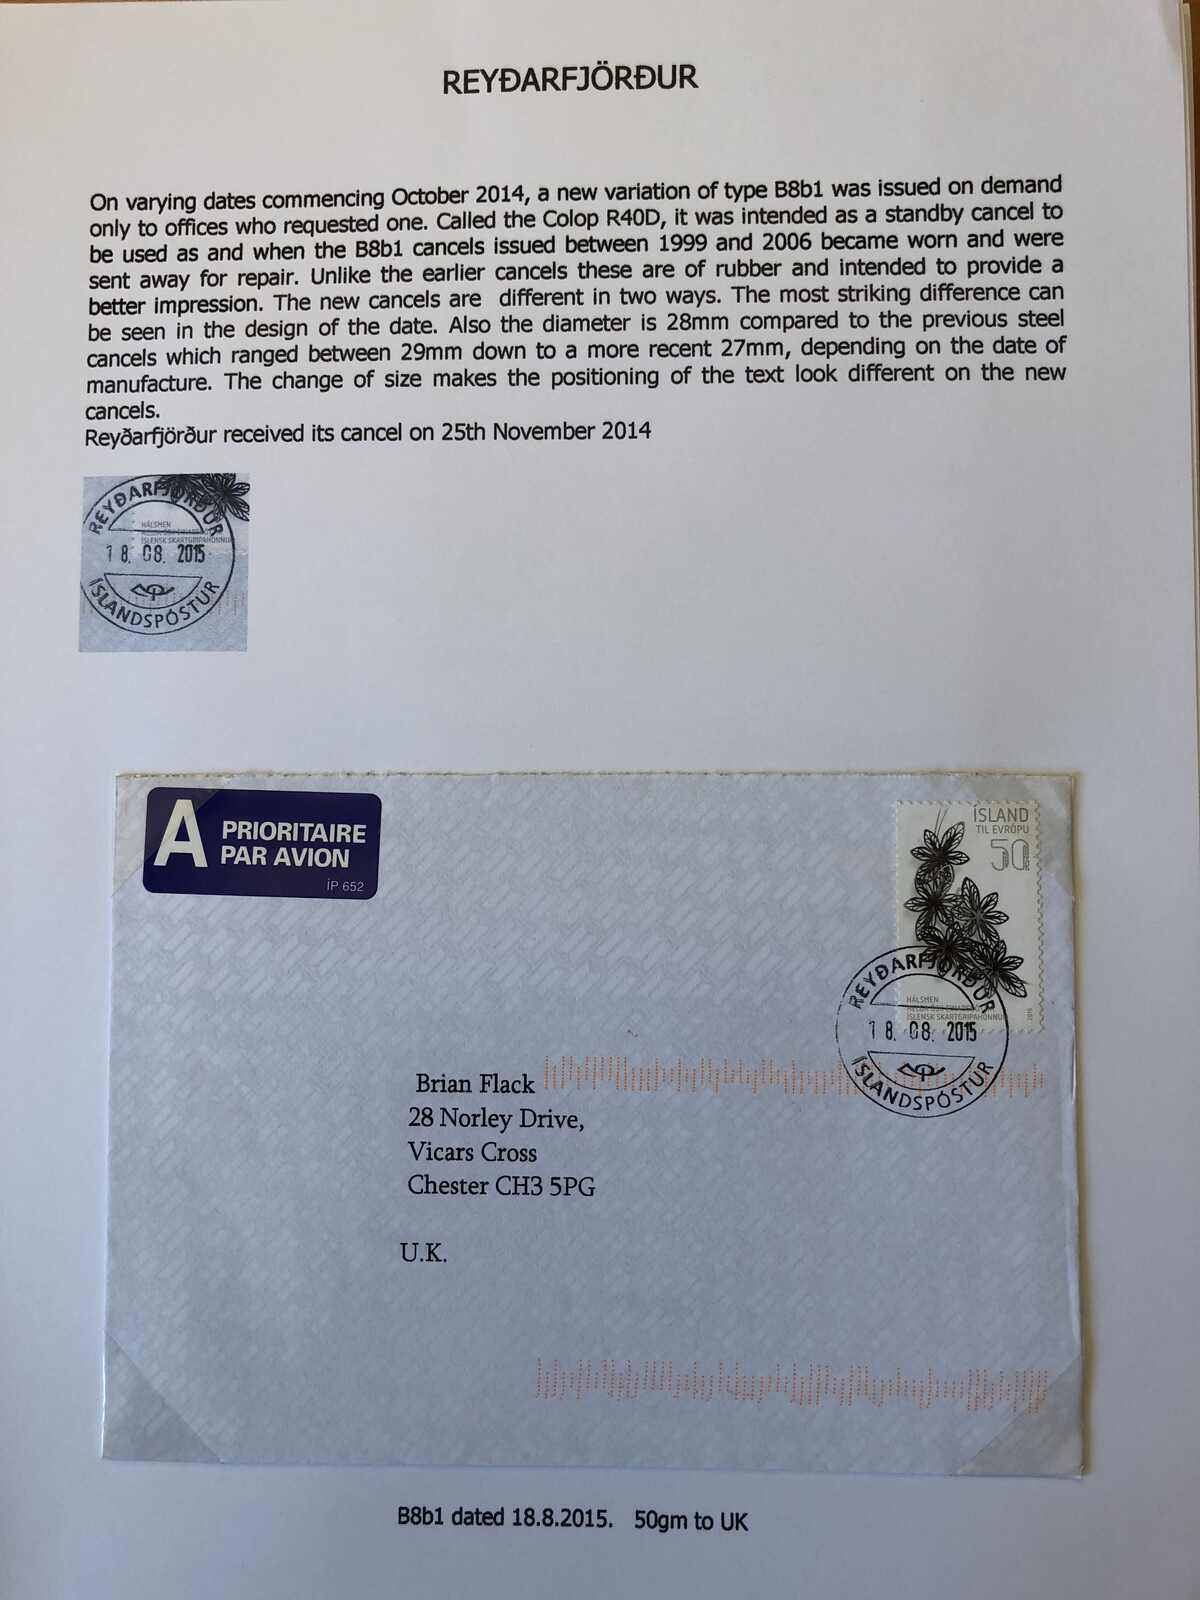 REYÐARFJÖRÐUR
On varying dates commencing October 2014, a new variation of type B8b1 was issued on demand
only to offices who requested one. Called the Colop R40D, it was intended as a standby cancel to
be used as and when the B8b1 cancels issued between 1999 and 2006 became worn and were
sent away for repair. Unlike the earlier cancels these are of rubber and intended to provide a
better impression. The new cancels are different in two ways. The most striking difference can
be seen in the design of the date. Also the diameter is 28mm compared to the previous steel
cancels which ranged between 29mm down to a more recent 27mm, depending on the date of
manufacture. The change of size makes the positioning of the text look different on the new
cancels.
Reyðarfjörður received its cancel on 25th November 2014
REYÐARFJÖRÐUR
HÁLSMEN
ÍSLENSK SKARTGRIPAHÖNNUN
18. 08. 2015
ÍSLANDSPÓSTUR
A PRIORITAIRE
PAR AVION
ÍP 652
ÍSLAND
TIL EVRÓPU
50
REYÐARFJÖRÐUR
HÁLSMEN
ÍSLENSK SKARTGRIPAHÖNNUN
2015
18. 08. 2015
ÍSLANDSPÓSTUR
Brian Flack
28 Norley Drive,
Vicars Cross
Chester CH3 5PG
U.K.
B8b1 dated 18.8.2015. 50gm to UK